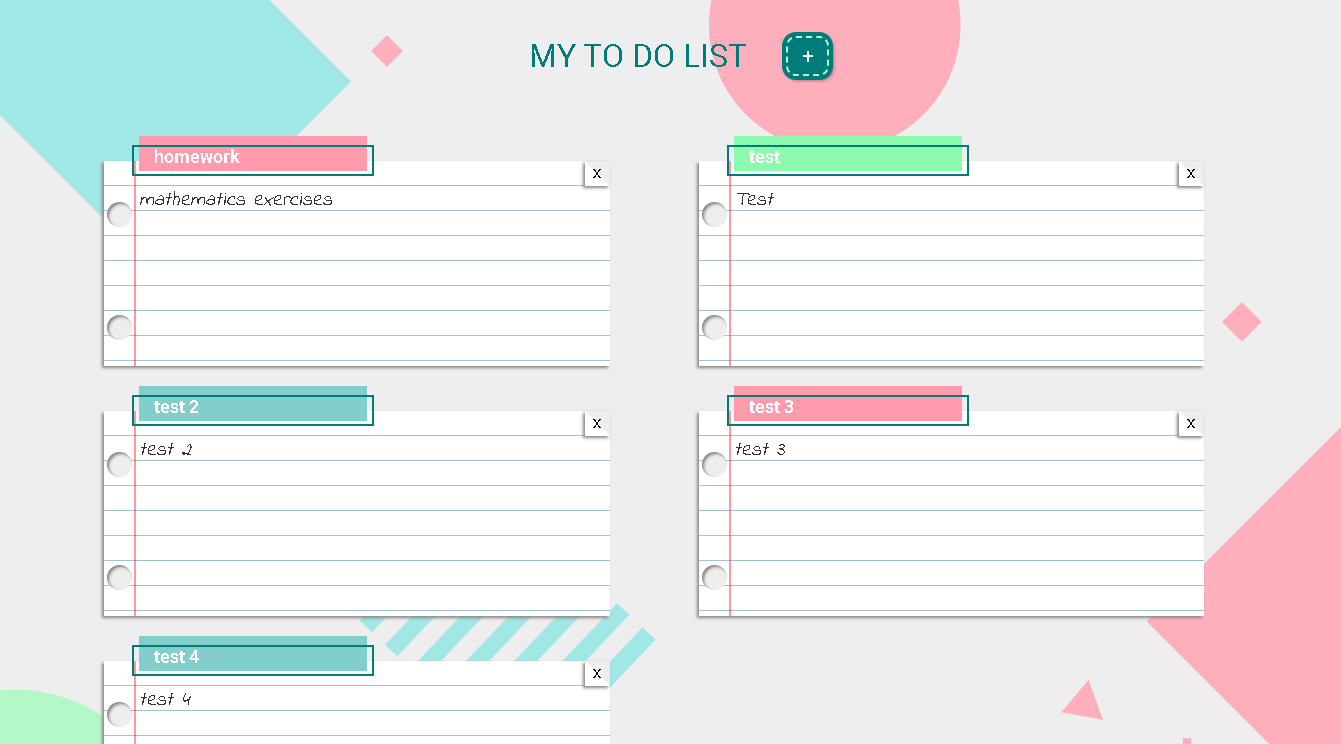 MY TO DO LIST +
homework
x
mathematics exercises
test
x
Test
test 2
x
test 2
test 3
x
test 3
test 4
x
test 4